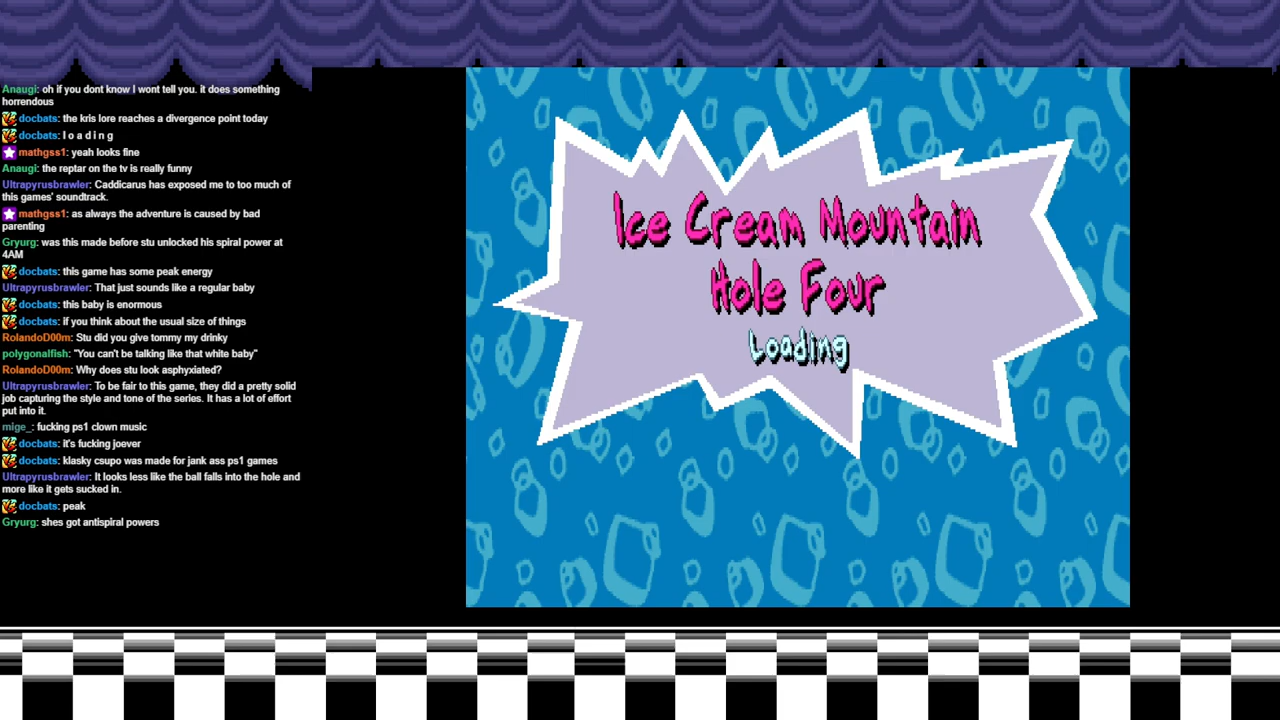 Anaugi: oh if you dont know I wont tell you. it does something
horrendous
docbats: the kris lore reaches a divergence point today
docbats: l o a d i n g
mathgss1: yeah looks fine
Anaugi: the reptar on the tv is really funny
Ultrapyrusbrawler: Caddicarus has exposed me to too much of
this games' soundtrack.
mathgss1: as always the adventure is caused by bad
parenting
Gryurg: was this made before stu unlocked his spiral power at
4AM
docbats: this game has some peak energy
Ultrapyrusbrawler: That just sounds like a regular baby
docbats: this baby is enormous
docbats: if you think about the usual size of things
RolandoD00m: Stu did you give tommy my drinky
polygonalfish: "You can't be talking like that white baby"
RolandoD00m: Why does stu look asphyxiated?
Ultrapyrusbrawler: To be fair to this game, they did a pretty solid
job capturing the style and tone of the series. It has a lot of effort
put into it.
mige_: fucking ps1 clown music
docbats: it's fucking joever
docbats: klasky csupo was made for jank ass ps1 games
Ultrapyrusbrawler: It looks less like the ball falls into the hole and
more like it gets sucked in.
docbats: peak
Gryurg: shes got antispiral powers
Ice Cream Mountain
Hole Four
Loading